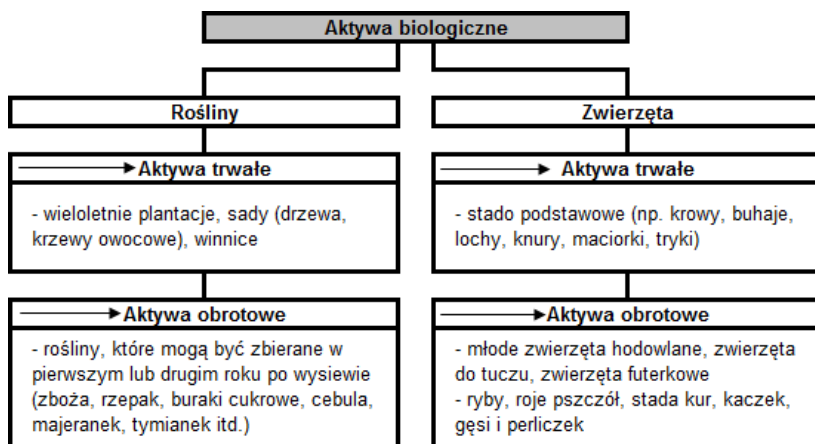 Aktywa biologiczne
Rośliny
Aktywa trwałe
- wieloletnie plantacje, sady (drzewa,
krzewy owocowe), winnice
Aktywa obrotowe
- rośliny, które mogą być zbierane w
pierwszym lub drugim roku po wysiewie
(zboża, rzepak, buraki cukrowe, cebula,
majeranek, tymianek itd.)
Zwierzęta
Aktywa trwałe
- stado podstawowe (np. krowy, buhaje,
lochy, knury, maciorki, tryki)
Aktywa obrotowe
- młode zwierzęta hodowlane, zwierzęta
do tuczu, zwierzęta futerkowe
- ryby, roje pszczół, stada kur, kaczek,
gęsi i perliczek